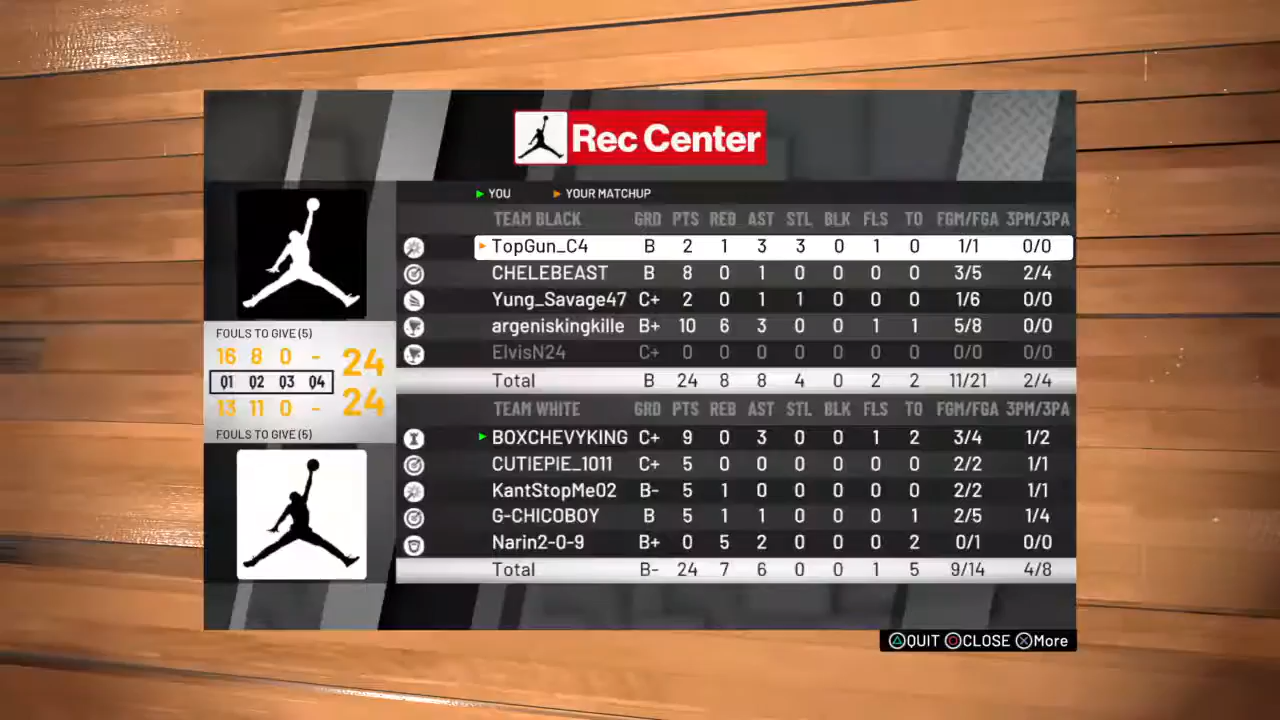 Rec Center
YOU YOUR MATCHUP
TEAM BLACK GRD PTS REB AST STL BLK FLS TO FGM/FGA 3PM/3PA
TopGun_C4 B 2 1 3 3 0 1 0 1/1 0/0
CHELEBEAST B 8 0 1 0 0 0 0 3/5 2/4
Yung_Savage47 C+ 2 0 1 1 0 0 0 1/6 0/0
argeniskingkille B+ 10 6 3 0 0 1 1 5/8 0/0
ElvisN24 C+ 0 0 0 0 0 0 0 0/0 0/0
Total B 24 8 8 4 0 2 2 11/21 2/4
FOULS TO GIVE (5)
16 8 0 - 24
Q1 Q2 Q3 Q4
13 11 0 - 24
FOULS TO GIVE (5)
TEAM WHITE GRD PTS REB AST STL BLK FLS TO FGM/FGA 3PM/3PA
BOXCHEVYKING C+ 9 0 3 0 0 1 2 3/4 1/2
CUTIEPIE_1011 C+ 5 0 0 0 0 0 0 2/2 1/1
KantStopMe02 B- 5 1 0 0 0 0 0 2/2 1/1
G-CHICOBOY B 5 1 1 0 0 0 1 2/5 1/4
Narin2-0-9 B+ 0 5 2 0 0 0 2 0/1 0/0
Total B- 24 7 6 0 0 1 5 9/14 4/8
QUIT CLOSE More